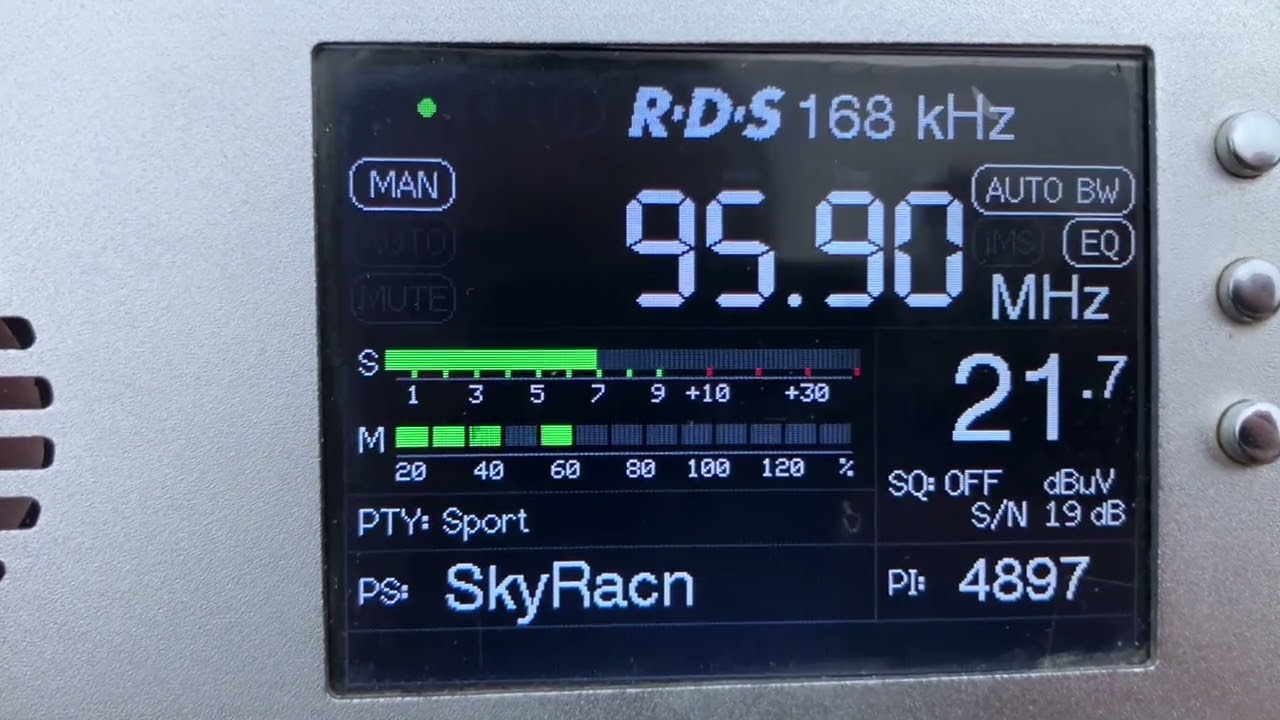 R·D·S 168 kHz
MAN
AUTO BW
95.90
AUTO
iMS EQ
MUTE
MHz
S
1 3 5 7 9 +10 +30
21.7
M
20 40 60 80 100 120 %
SQ: OFF dBuV
S/N 19 dB
PTY: Sport
PS: SkyRacn
PI: 4897